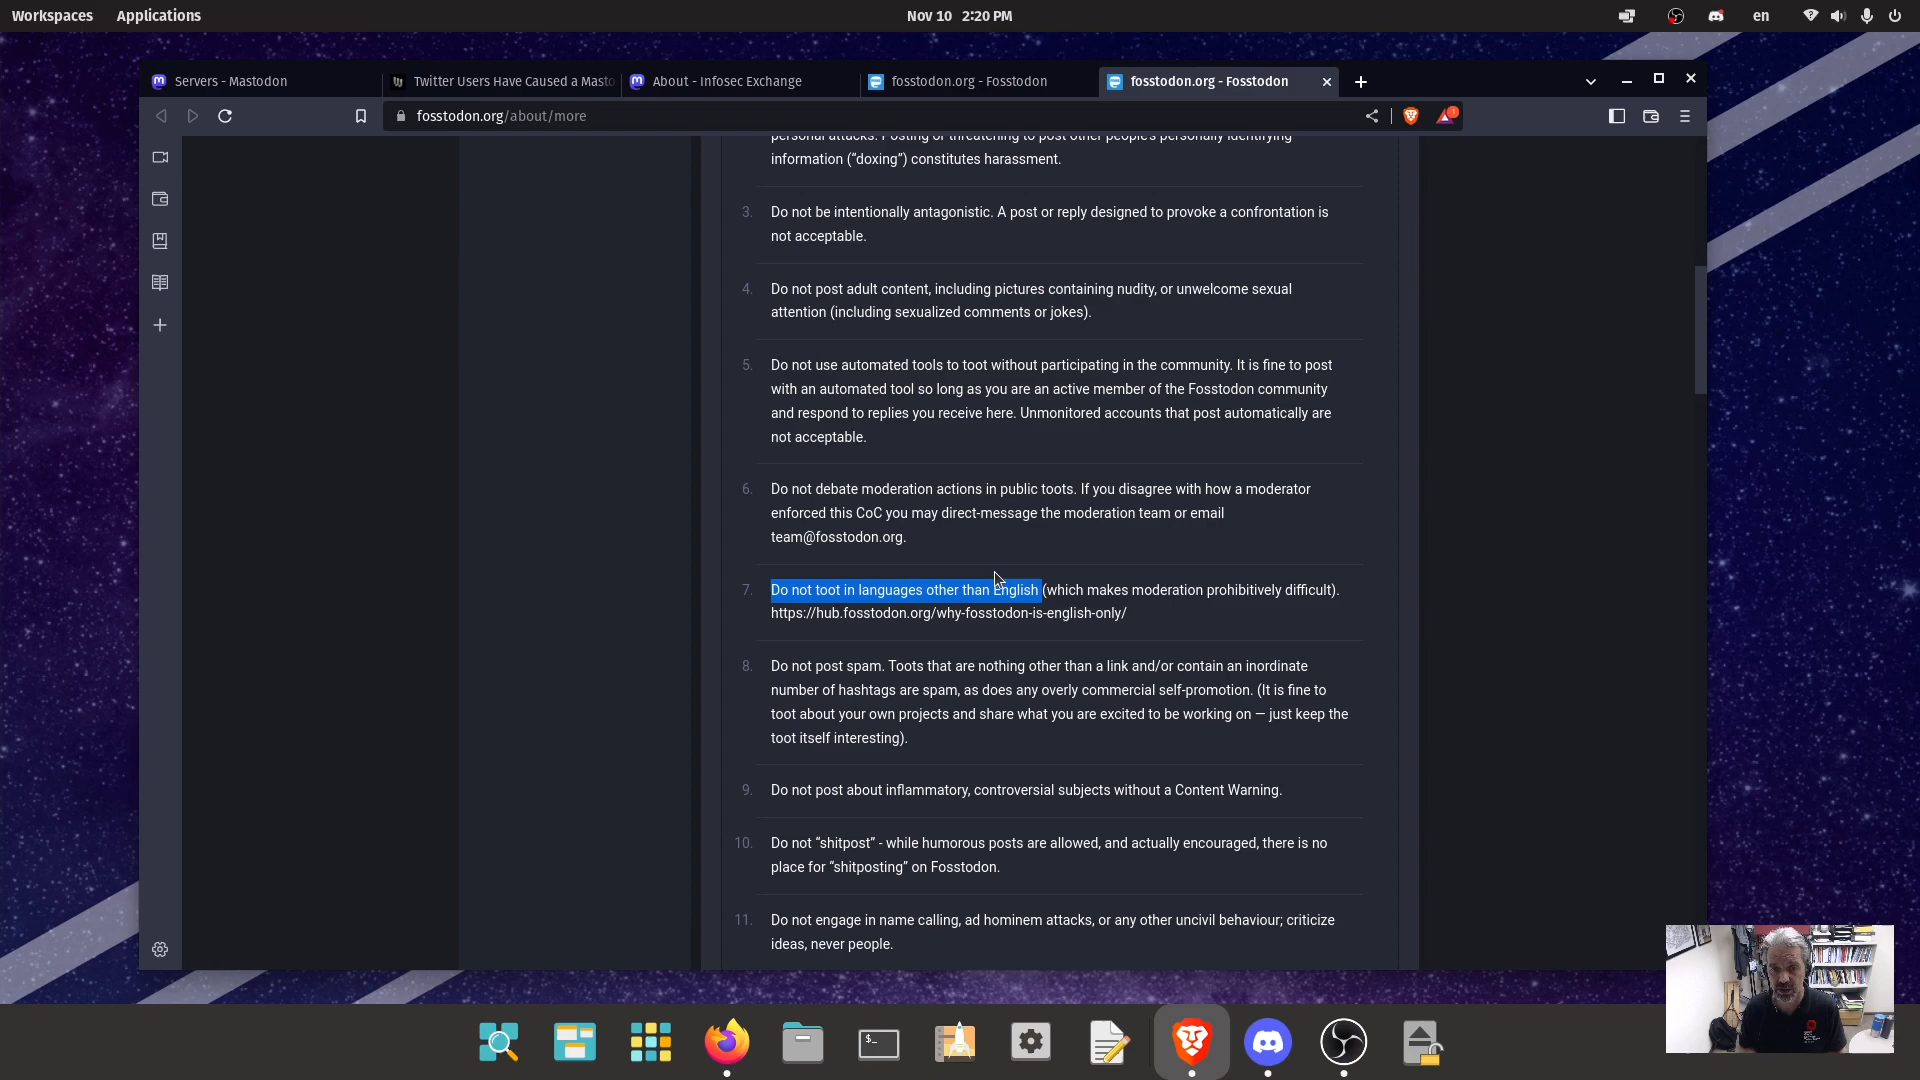 Workspaces Applications Nov 10 2:20 PM en
Servers - Mastodon Twitter Users Have Caused a Masto About - Infosec Exchange fosstodon.org - Fosstodon fosstodon.org - Fosstodon
fosstodon.org/about/more
personal attacks. Posting or threatening to post other people's personally identifying
information (“doxing”) constitutes harassment.
3. Do not be intentionally antagonistic. A post or reply designed to provoke a confrontation is
not acceptable.
4. Do not post adult content, including pictures containing nudity, or unwelcome sexual
attention (including sexualized comments or jokes).
5. Do not use automated tools to toot without participating in the community. It is fine to post
with an automated tool so long as you are an active member of the Fosstodon community
and respond to replies you receive here. Unmonitored accounts that post automatically are
not acceptable.
6. Do not debate moderation actions in public toots. If you disagree with how a moderator
enforced this CoC you may direct-message the moderation team or email
team@fosstodon.org.
7. Do not toot in languages other than English (which makes moderation prohibitively difficult).
https://hub.fosstodon.org/why-fosstodon-is-english-only/
8. Do not post spam. Toots that are nothing other than a link and/or contain an inordinate
number of hashtags are spam, as does any overly commercial self-promotion. (It is fine to
toot about your own projects and share what you are excited to be working on — just keep the
toot itself interesting).
9. Do not post about inflammatory, controversial subjects without a Content Warning.
10. Do not “shitpost” - while humorous posts are allowed, and actually encouraged, there is no
place for “shitposting” on Fosstodon.
11. Do not engage in name calling, ad hominem attacks, or any other uncivil behaviour; criticize
ideas, never people.